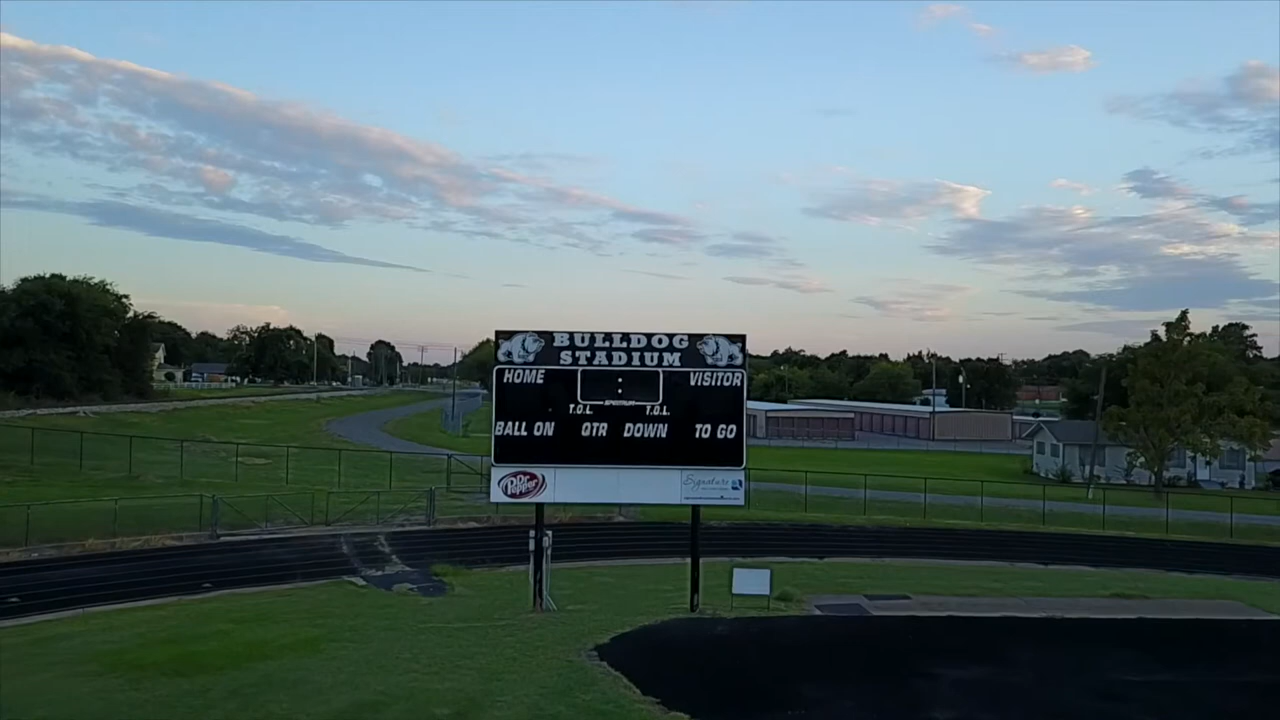 BULLDOG
STADIUM
HOME
:
VISITOR
T.O.L. T.O.L.
BALL ON QTR DOWN TO GO
Dr Pepper
Signature